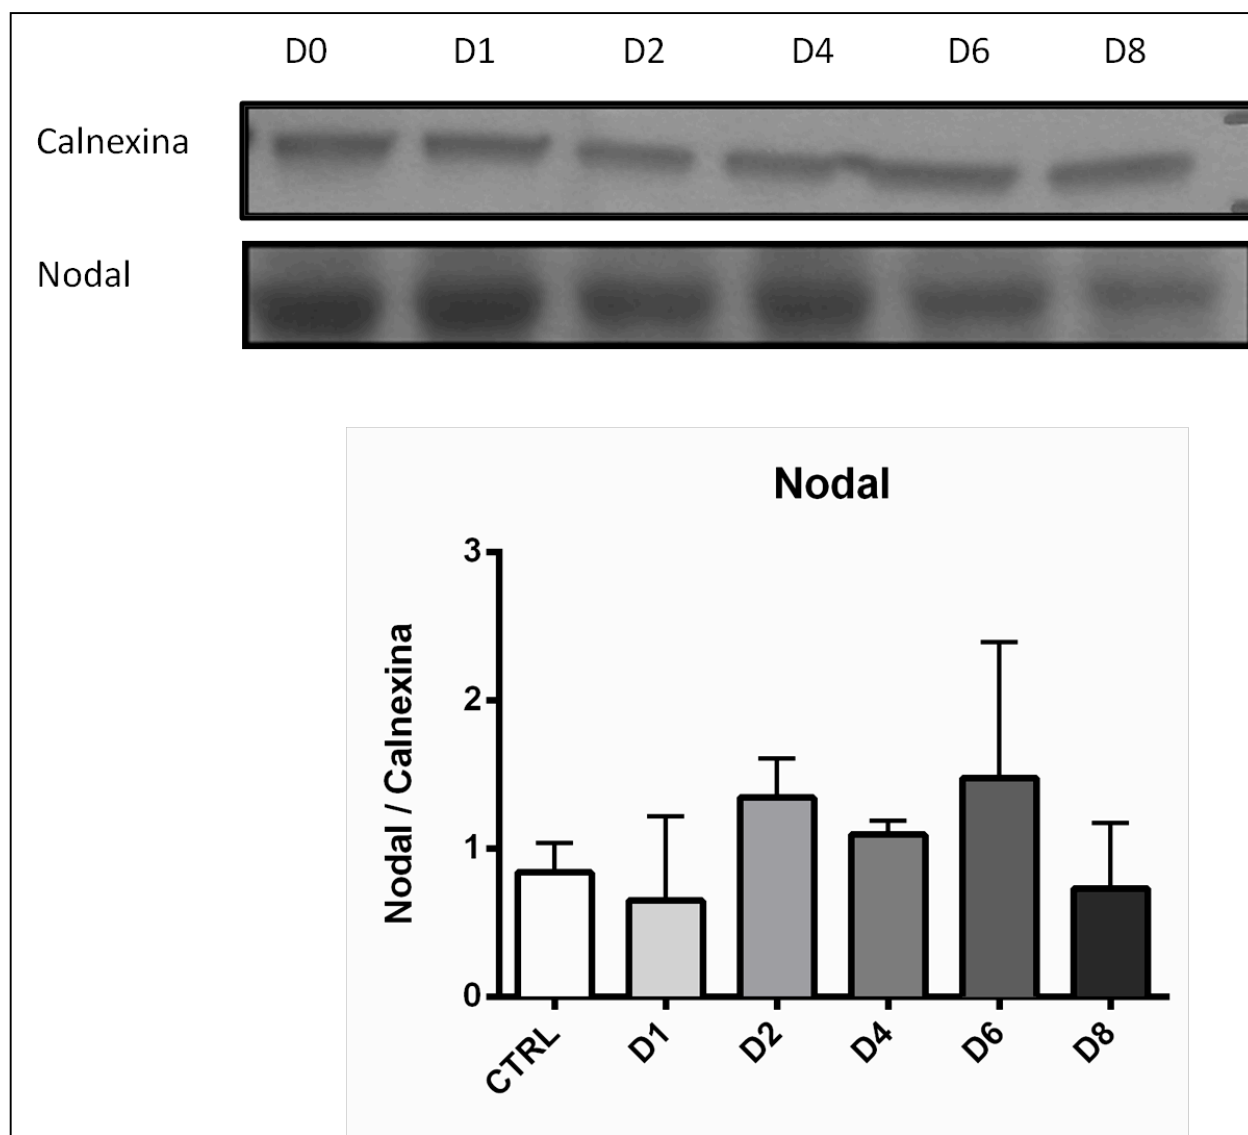 D0 D1 D2 D4 D6 D8
Calnexina
Nodal
Nodal
3
2
1
0
Nodal / Calnexina
CTRL D1 D2 D4 D6 D8